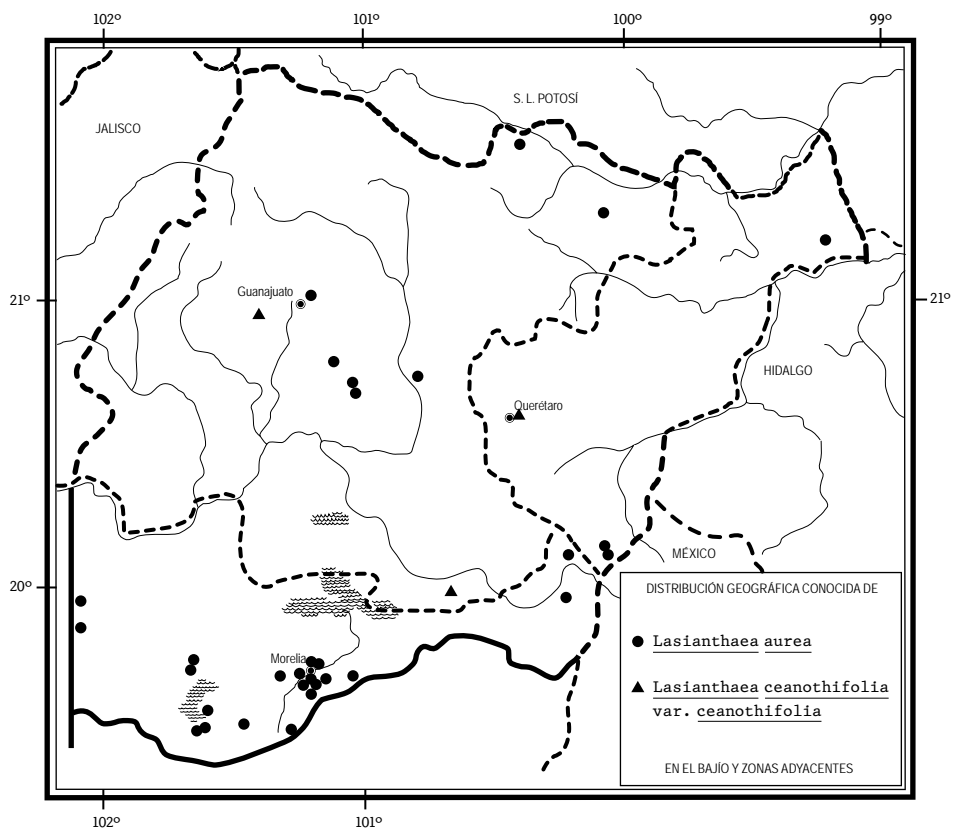 102º 101º 100º 99º
S. L. POTOSÍ
JALISCO
Guanajuato
21º 21º
HIDALGO
Querétaro
MÉXICO
20º
DISTRIBUCIÓN GEOGRÁFICA CONOCIDA DE
Lasianthaea aurea
Morelia
Lasianthaea ceanothifolia
var. ceanothifolia
EN EL BAJÍO Y ZONAS ADYACENTES
102º 101º